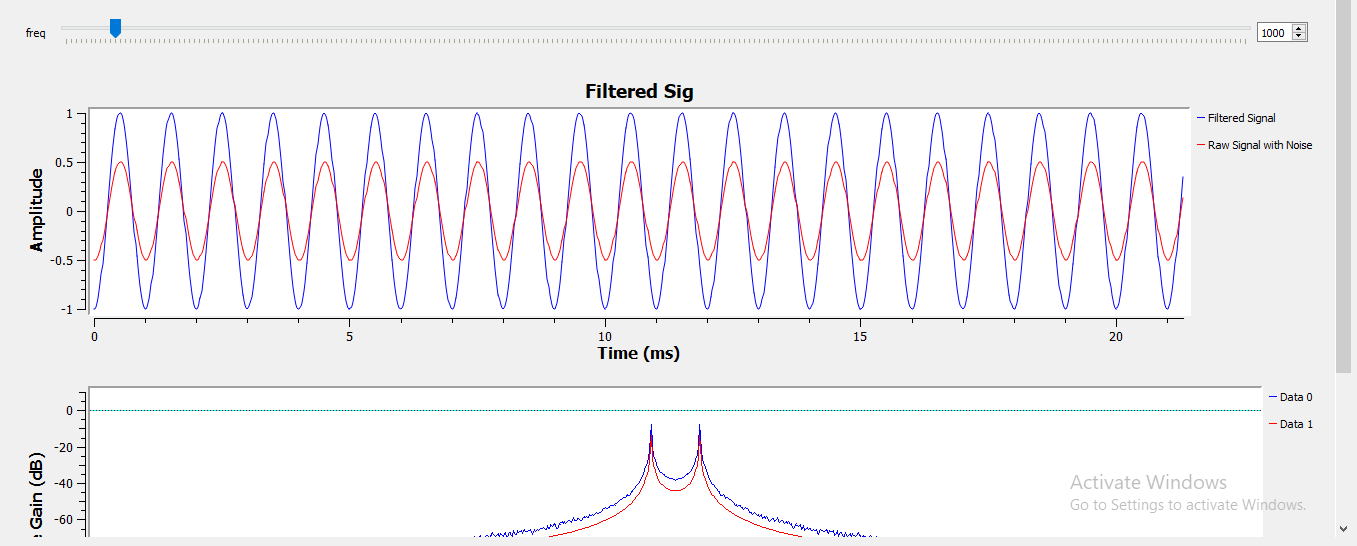 freq
1000
Filtered Sig
Filtered Signal
Raw Signal with Noise
Amplitude
1
0.5
0
-0.5
-1
0 5 10 15 20
Time (ms)
Gain (dB)
0
-20
-40
-60
Data 0
Data 1
Activate Windows
Go to Settings to activate Windows.